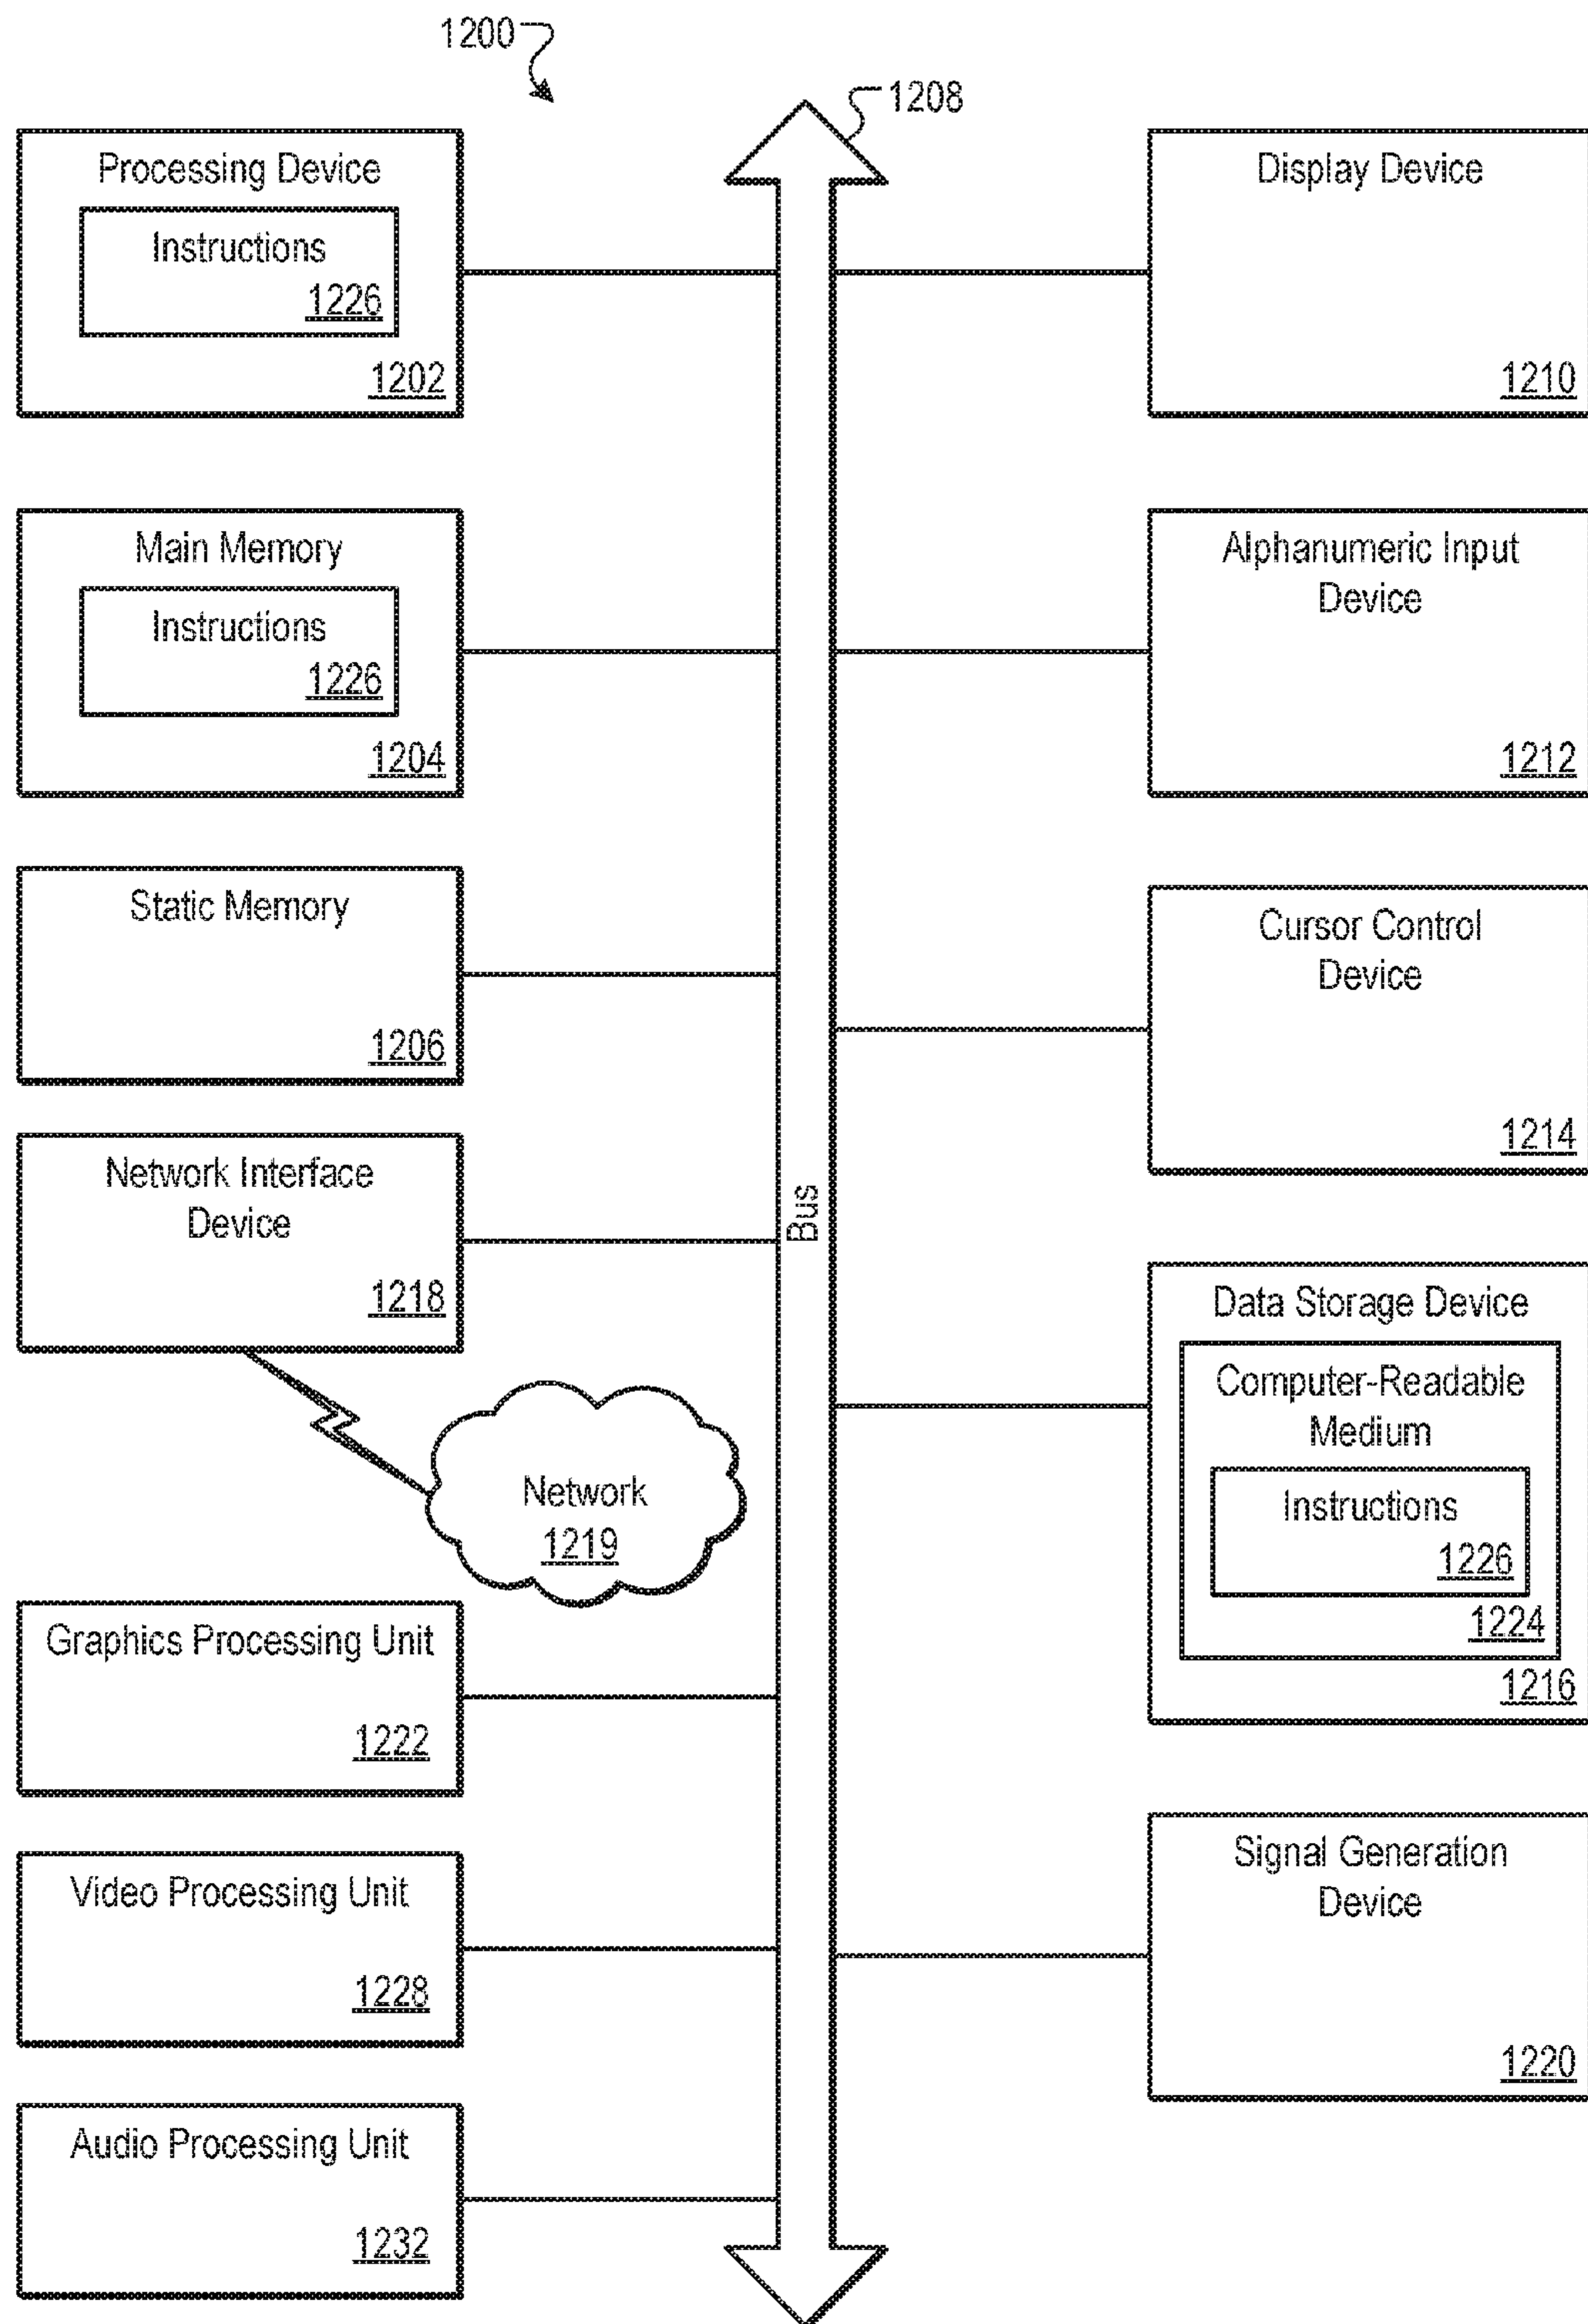 1200
1208
Processing Device
Instructions
1226
1202
Main Memory
Instructions
1226
1204
Static Memory
1206
Network Interface
Device
1218
Network
1219
Graphics Processing Unit
1222
Video Processing Unit
1228
Audio Processing Unit
1232
Bus
Display Device
1210
Alphanumeric Input
Device
1212
Cursor Control
Device
1214
Data Storage Device
Computer-Readable
Medium
Instructions
1226
1224
1216
Signal Generation
Device
1220